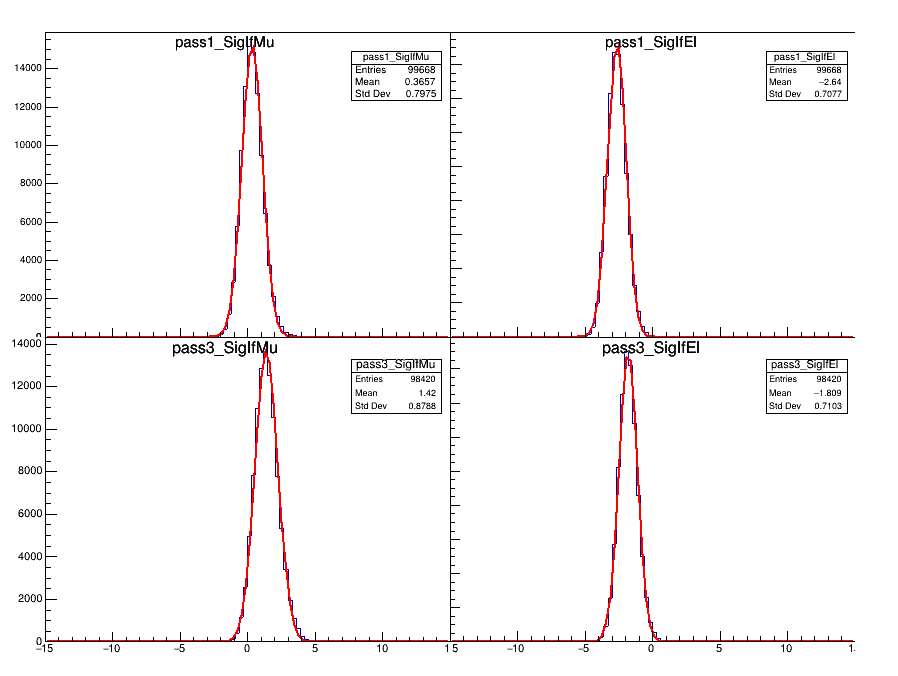 pass1_SigIfMu
pass1_SigIfMu
Entries 99668
Mean 0.3657
Std Dev 0.7975
14000
12000
10000
8000
6000
4000
2000
0
pass1_SigIfEl
pass1_SigIfEl
Entries 99668
Mean −2.64
Std Dev 0.7077
pass3_SigIfMu
pass3_SigIfMu
Entries 98420
Mean 1.42
Std Dev 0.8788
14000
12000
10000
8000
6000
4000
2000
0
−15 −10 −5 0 5 10 15
pass3_SigIfEl
pass3_SigIfEl
Entries 98420
Mean −1.809
Std Dev 0.7103
−10 −5 0 5 10 1